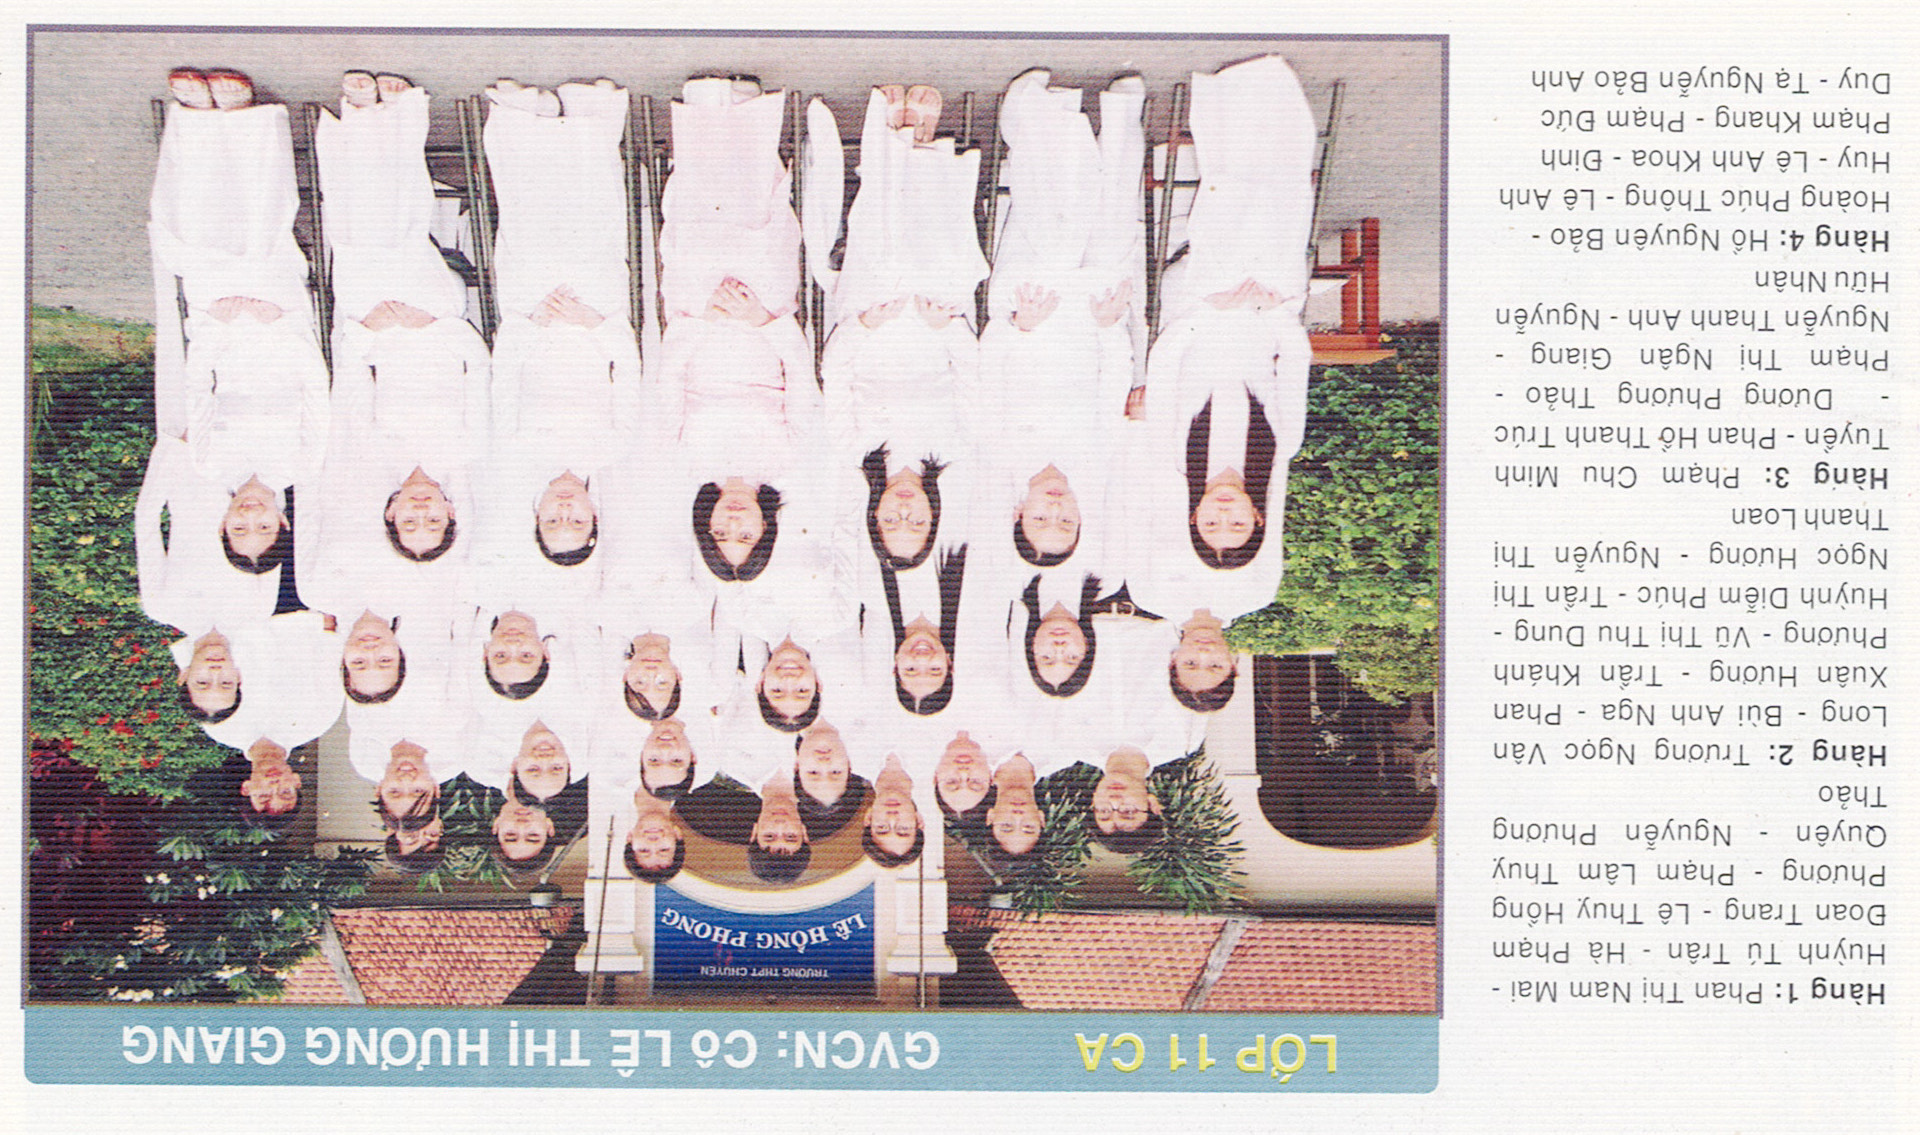 LỚP 11 CA GVCN: Cô LÊ THỊ HƯƠNG GIANG
TRƯỜNG THPT CHUYÊN
LÊ HỒNG PHONG
Hàng 1: Phan Thị Nam Mai -
Huỳnh Tú Trân - Hà Phạm
Đoan Trang - Lê Thuỵ Hồng
Phương - Phạm Lâm Thuỵ
Quyên - Nguyễn Phương
Thảo
Hàng 2: Trương Ngọc Vân
Long - Bùi Anh Nga - Phan
Xuân Hương - Trần Khánh
Phương - Vũ Thị Thu Dung -
Huỳnh Diễm Phúc - Trần Thị
Ngọc Hương - Nguyễn Thị
Thanh Loan
Hàng 3: Phạm Chu Minh
Tuyền - Phan Hồ Thanh Trúc
- Dương Phương Thảo -
Phạm Thị Ngân Giang -
Nguyễn Thanh Anh - Nguyễn
Hữu Nhân
Hàng 4: Hồ Nguyên Bảo -
Hoàng Phúc Thông - Lê Anh
Huy - Lê Anh Khoa - Đinh
Phạm Khang - Phạm Đức
Duy - Tạ Nguyễn Bảo Anh